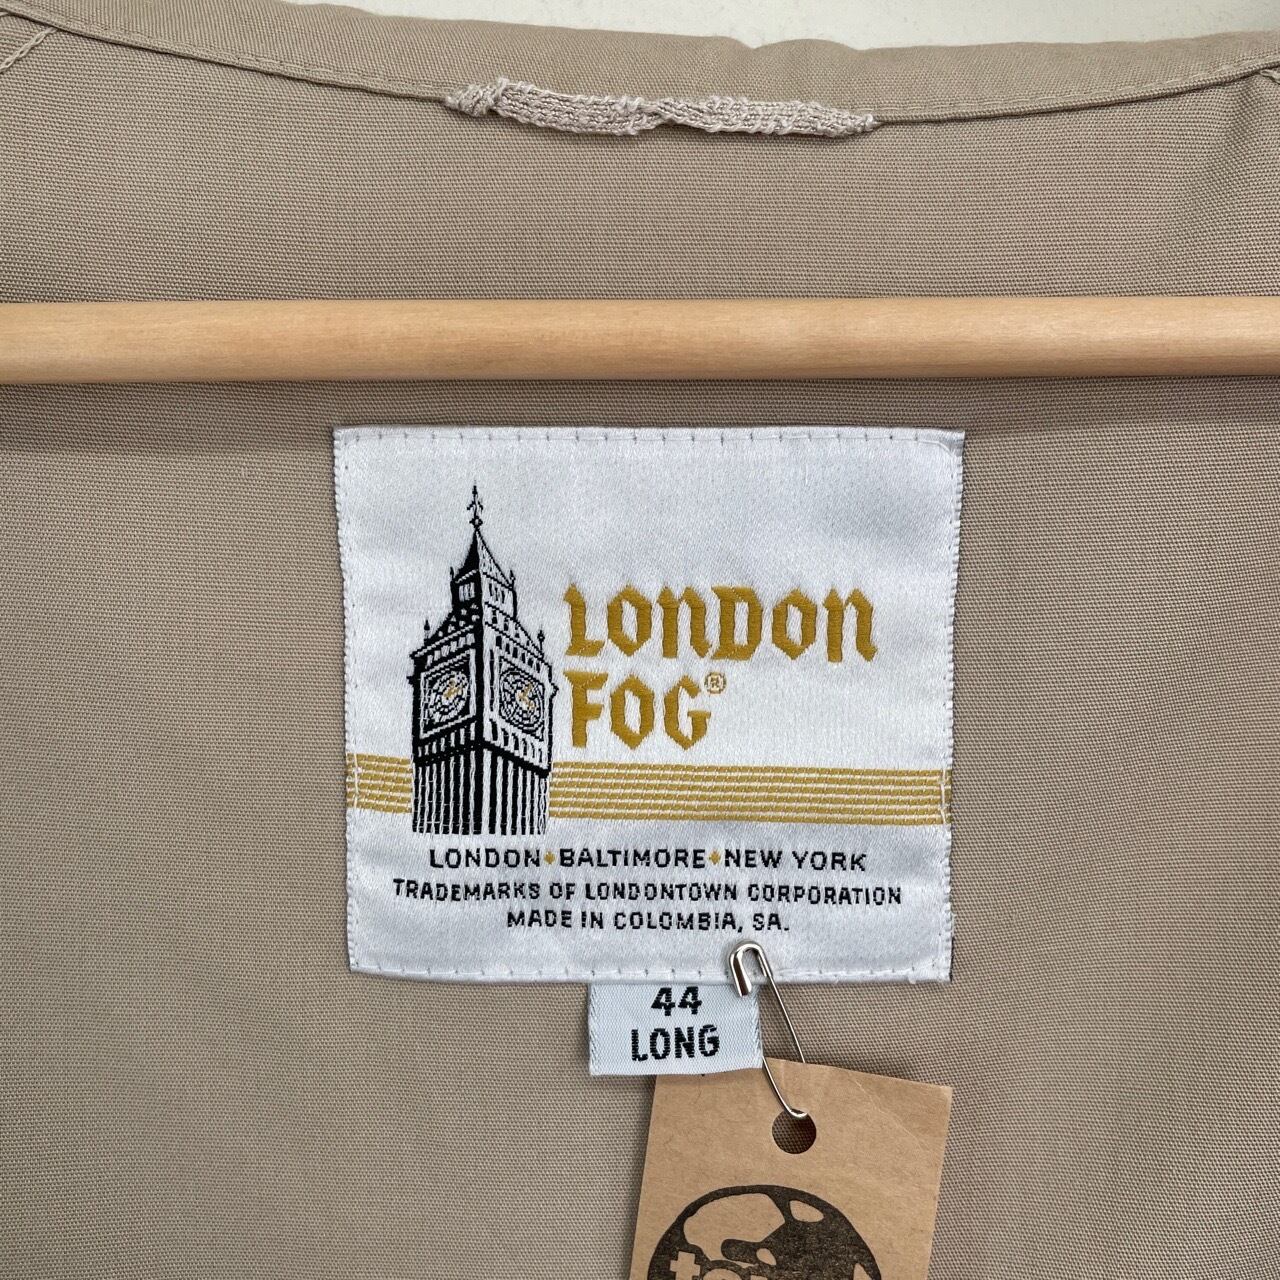 LONDON
FOG®
LONDON BALTIMORE NEW YORK
TRADEMARKS OF LONDONTOWN CORPORATION
MADE IN COLOMBIA, SA.
44
LONG